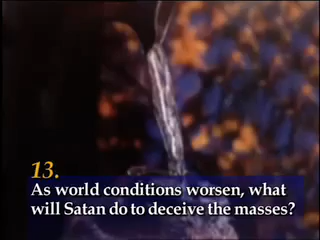 13.
As world conditions worsen, what
will Satan do to deceive the masses?